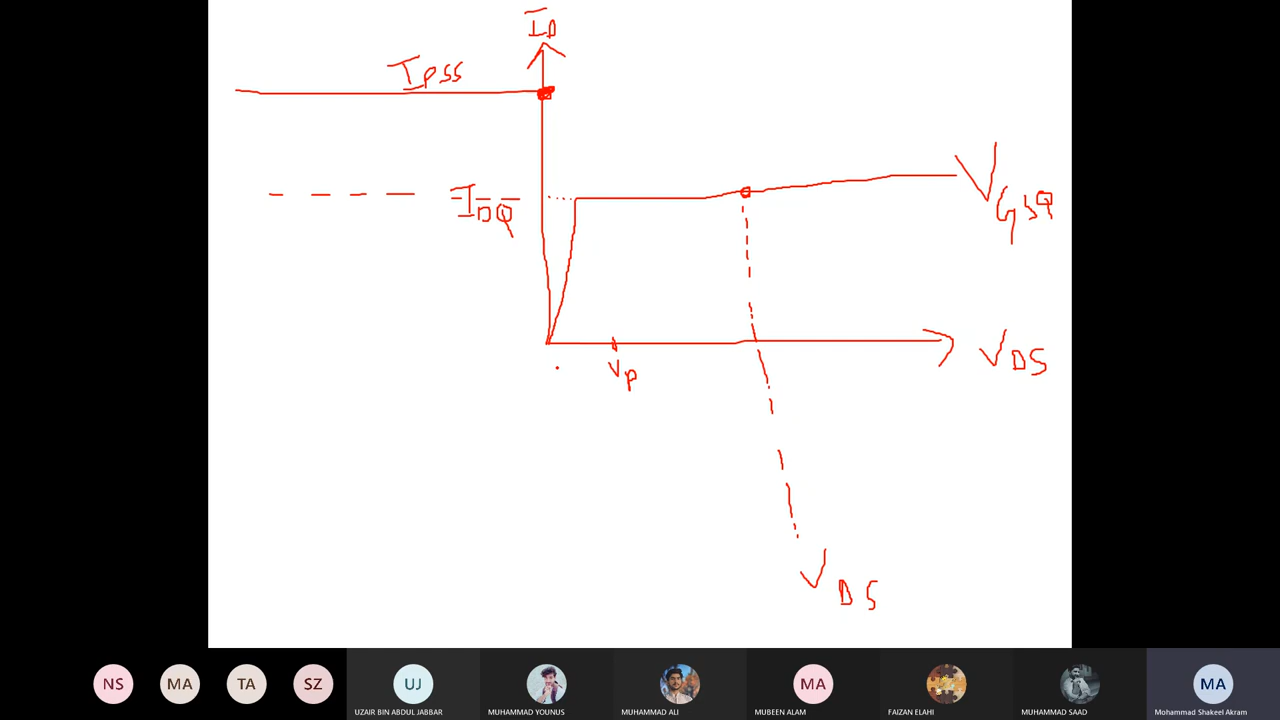 ID
IDSS
IDQ
VGSQ
VDS
VP
VDS
NS MA TA SZ UJ MA MA
UZAIR BIN ABDUL JABBAR MUHAMMAD YOUNUS MUHAMMAD ALI MUBEEN ALAM FAIZAN ELAHI MUHAMMAD SAAD Mohammad Shakeel Akram